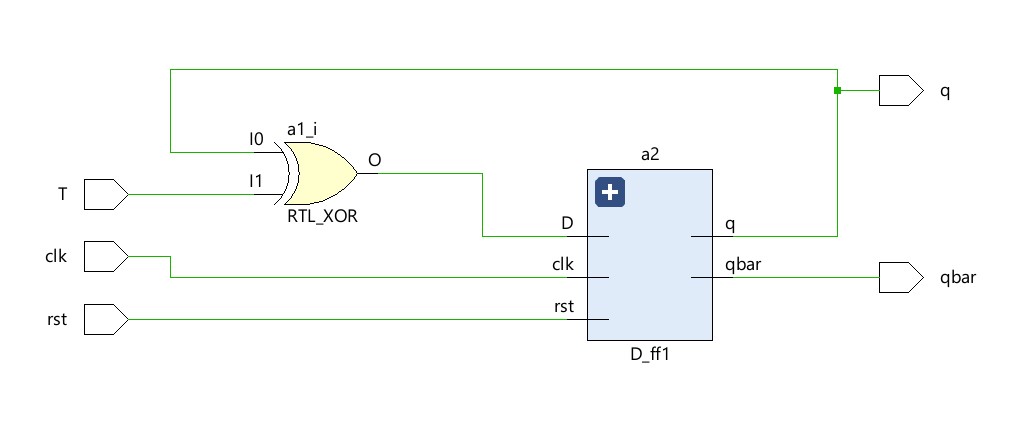 q
a1_i
I0
O
I1
T
RTL_XOR
a2
D
q
clk
clk
qbar
qbar
rst
rst
D_ff1